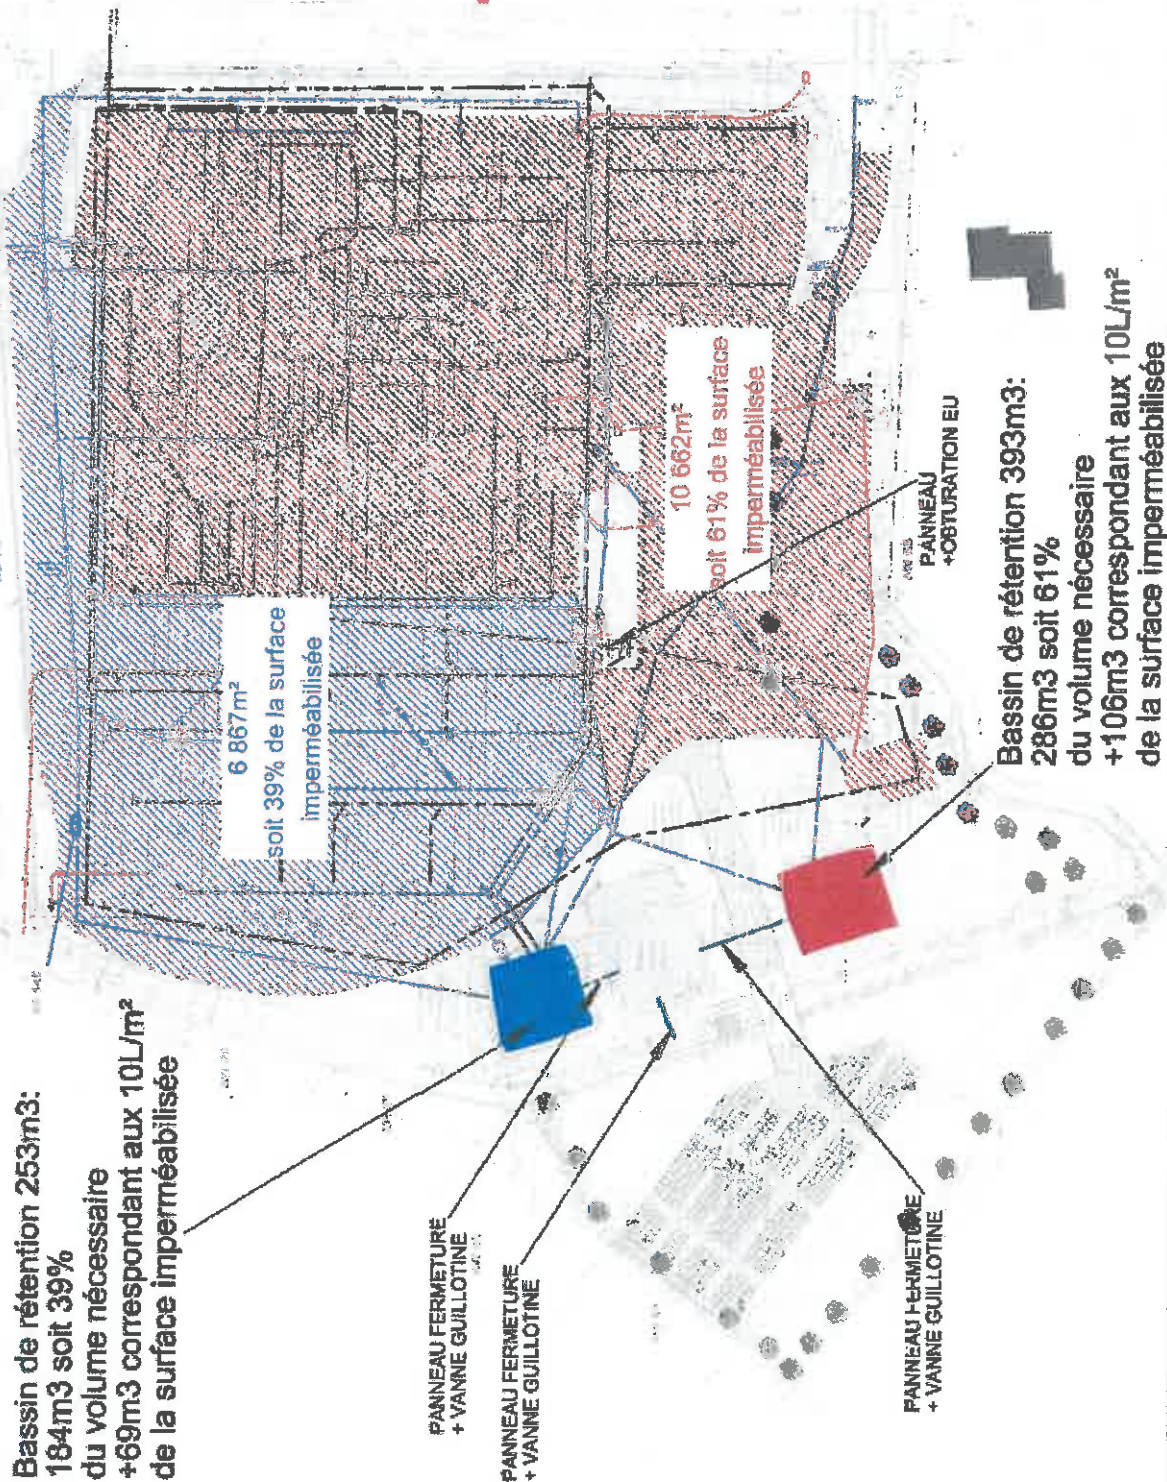 Bassin de rétention 253m3:
184m3 soit 39%
du volume nécessaire
+69m3 correspondant aux 10L/m²
de la surface imperméabilisée
6 867m²
soit 39% de la surface
imperméabilisée
10 662m²
soit 61% de la surface
imperméabilisée
PANNEAU
+OBTURATION EU
PANNEAU FERMETURE
+ VANNE GUILLOTINE
PANNEAU FERMETURE
+ VANNE GUILLOTINE
PANNEAU FERMETURE
+ VANNE GUILLOTINE
Bassin de rétention 393m3:
286m3 soit 61%
du volume nécessaire
+106m3 correspondant aux 10L/m²
de la surface imperméabilisée